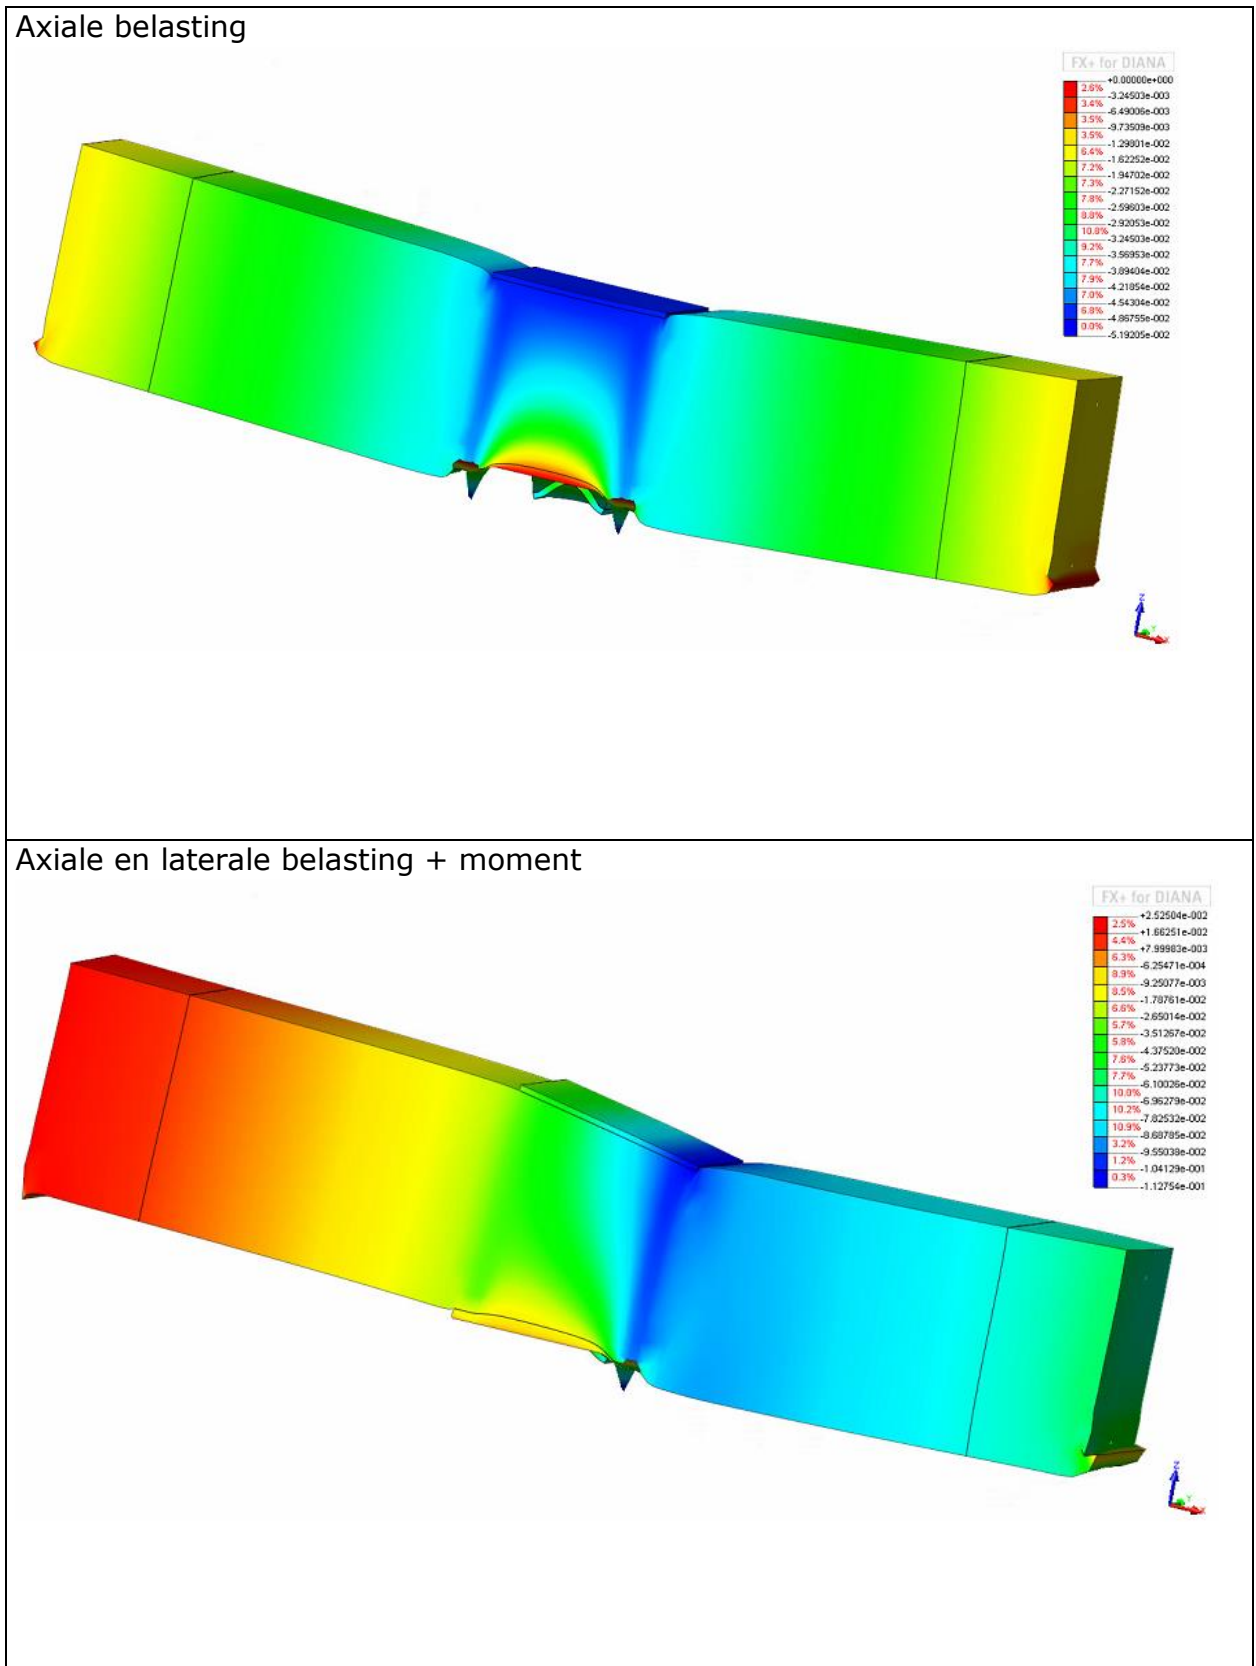 Axiale belasting
FX+ for DIANA
+0.00000e+000
2.6%
-3.24503e-003
3.4%
-6.49006e-003
3.5%
-9.73509e-003
3.5%
-1.29801e-002
6.4%
-1.62252e-002
7.2%
-1.94702e-002
7.3%
-2.27152e-002
7.8%
-2.59603e-002
8.8%
-2.92053e-002
10.8%
-3.24503e-002
9.2%
-3.56953e-002
7.7%
-3.89404e-002
7.9%
-4.21854e-002
7.0%
-4.54304e-002
6.8%
-4.86755e-002
0.0%
-5.19205e-002
Z
Y
X
Axiale en laterale belasting + moment
FX+ for DIANA
+2.52504e-002
2.5%
+1.66251e-002
4.4%
+7.99983e-003
6.3%
-6.25471e-004
8.9%
-9.25077e-003
8.5%
-1.78761e-002
6.6%
-2.65014e-002
5.7%
-3.51267e-002
5.8%
-4.37520e-002
7.6%
-5.23773e-002
7.7%
-6.10026e-002
10.0%
-6.96279e-002
10.2%
-7.82532e-002
10.9%
-8.68785e-002
3.2%
-9.55038e-002
1.2%
-1.04129e-001
0.3%
-1.12754e-001
Z
Y
X